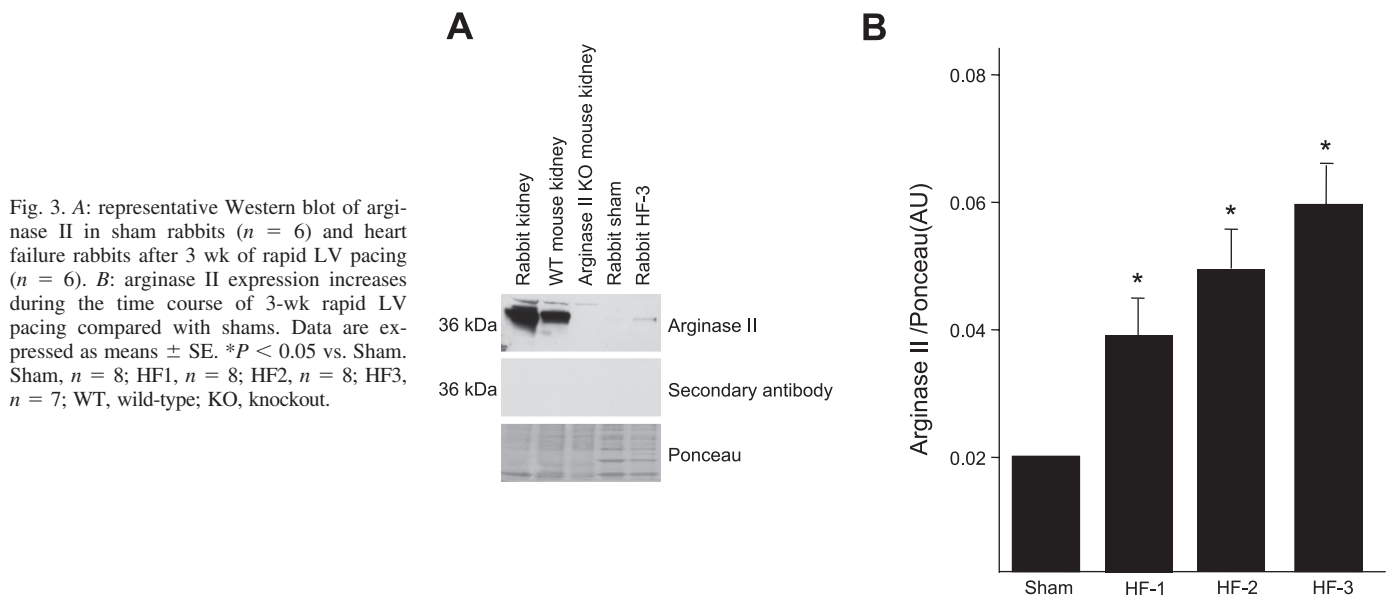 Fig. 3. A: representative Western blot of argi-
nase II in sham rabbits (n = 6) and heart
failure rabbits after 3 wk of rapid LV pacing
(n = 6). B: arginase II expression increases
during the time course of 3-wk rapid LV
pacing compared with shams. Data are ex-
pressed as means ± SE. *P < 0.05 vs. Sham.
Sham, n = 8; HF1, n = 8; HF2, n = 8; HF3,
n = 7; WT, wild-type; KO, knockout.
A
Rabbit kidney
WT mouse kidney
Arginase II KO mouse kidney
Rabbit sham
Rabbit HF-3
36 kDa
Arginase II
36 kDa
Secondary antibody
Ponceau
B
Arginase II /Ponceau(AU)
0.08
0.06
0.04
0.02
*
*
*
Sham
HF-1
HF-2
HF-3